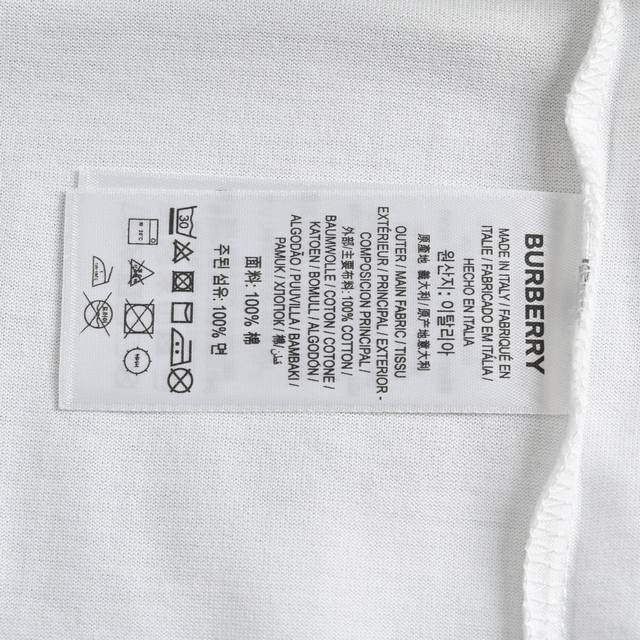 BURBERRY
MADE IN ITALY / FABRIQUÉ EN
ITALIE / FABRICADO EM ITÁLIA /
HECHO EN ITALIA
원산지: 이탈리아
原產地 義大利 / 原产地意大利
OUTER / MAIN FABRIC / TISSU
EXTÉRIEUR / PRINCIPAL / EXTERIOR -
COMPOSICION PRINCIPAL /
外部/主要布料: 100% COTTON /
BAUMWOLLE / COTON / COTONE /
KATOEN / BOMULL / ALGODÓN /
ALGODÃO / PUUVILLA / BAMBAKI /
PAMUK / ХЛОПОК / 棉 / قطن /
面料: 100% 棉
주된 섬유: 100% 면
30